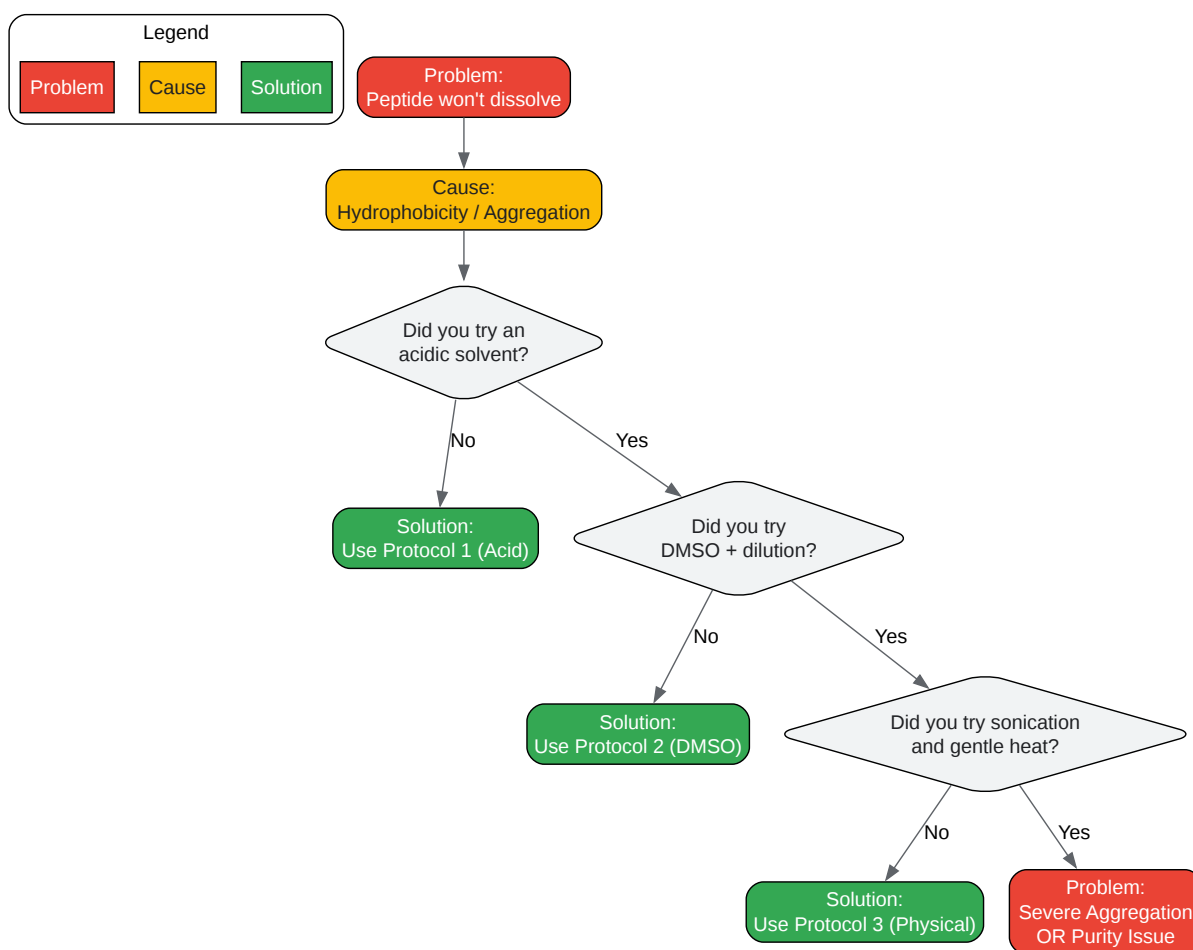 Legend
Problem
Cause
Solution
Problem:
Peptide won't dissolve
Cause:
Hydrophobicity / Aggregation
Did you try an
acidic solvent?
No
Yes
Solution:
Use Protocol 1 (Acid)
Did you try
DMSO + dilution?
No
Yes
Solution:
Use Protocol 2 (DMSO)
Did you try sonication
and gentle heat?
No
Yes
Solution:
Use Protocol 3 (Physical)
Problem:
Severe Aggregation
OR Purity Issue